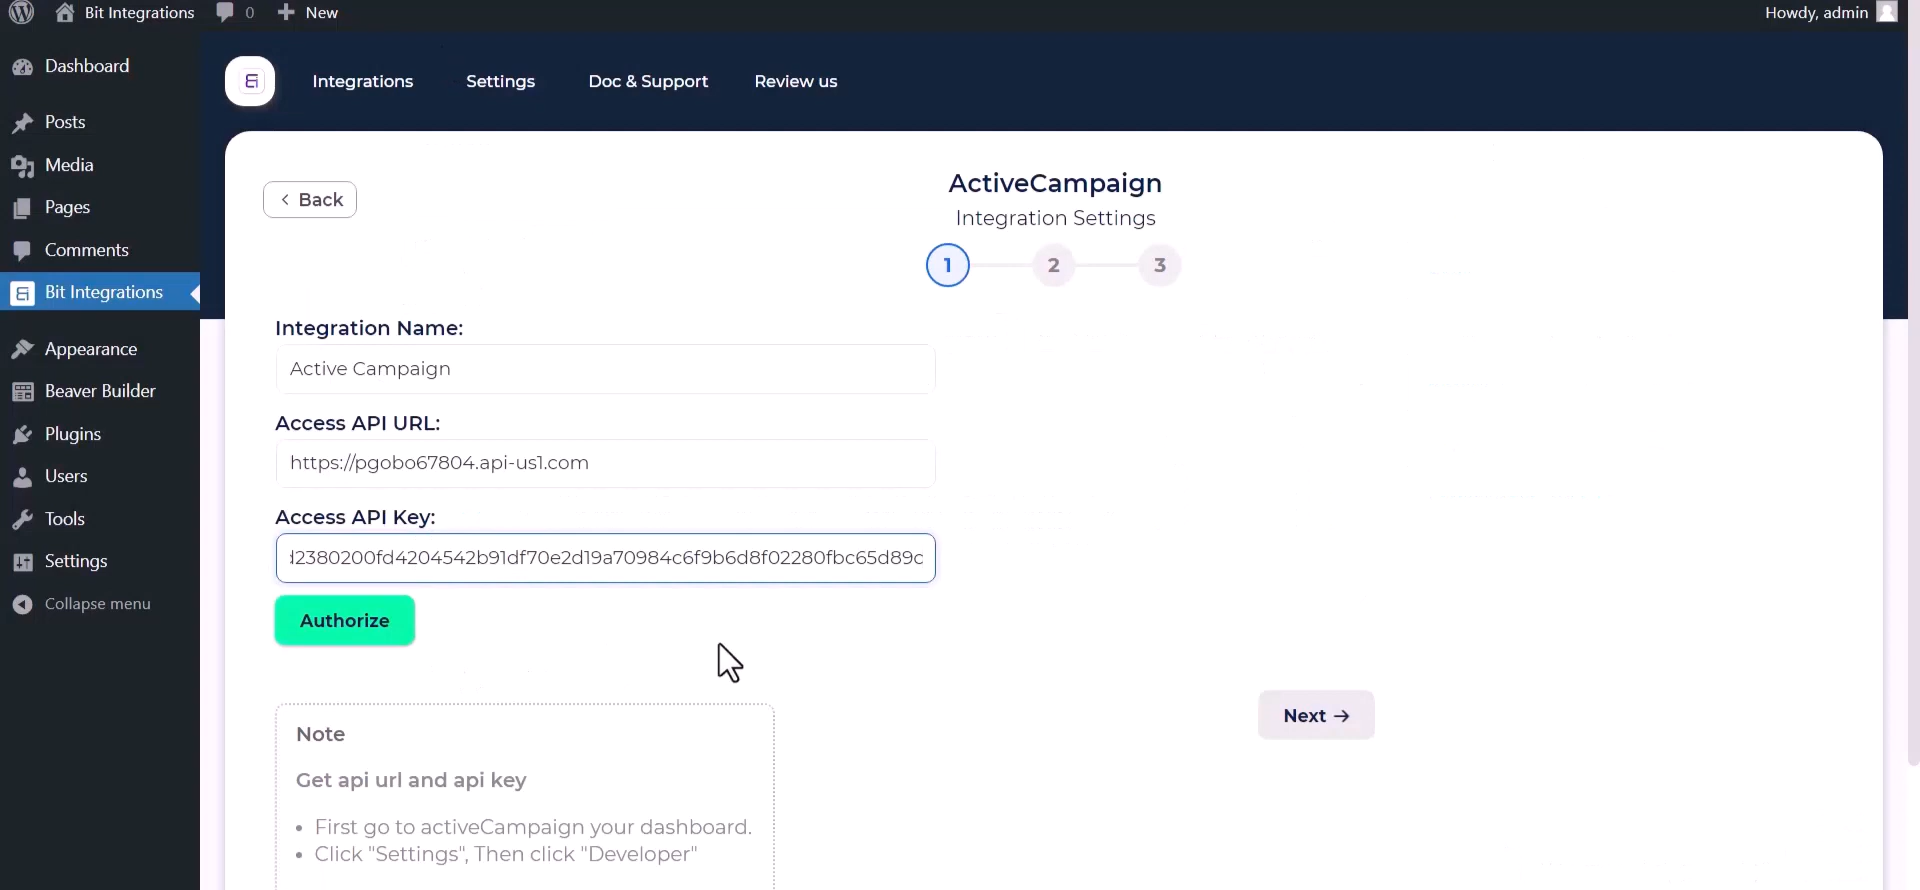 Bit Integrations
0
New
Howdy, admin
Dashboard
Posts
Media
Pages
Comments
Bit Integrations
Appearance
Beaver Builder
Plugins
Users
Tools
Settings
Collapse menu
Integrations
Settings
Doc & Support
Review us
Back
ActiveCampaign
Integration Settings
1
2
3
Integration Name:
Active Campaign
Access API URL:
https://pgobo67804.api-us1.com
Access API Key:
d2380200fd4204542b91df70e2d19a70984c6f9b6d8f02280fbc65d89c
Authorize
Next →
Note
Get api url and api key
• First go to activeCampaign your dashboard.
• Click "Settings", Then click "Developer"